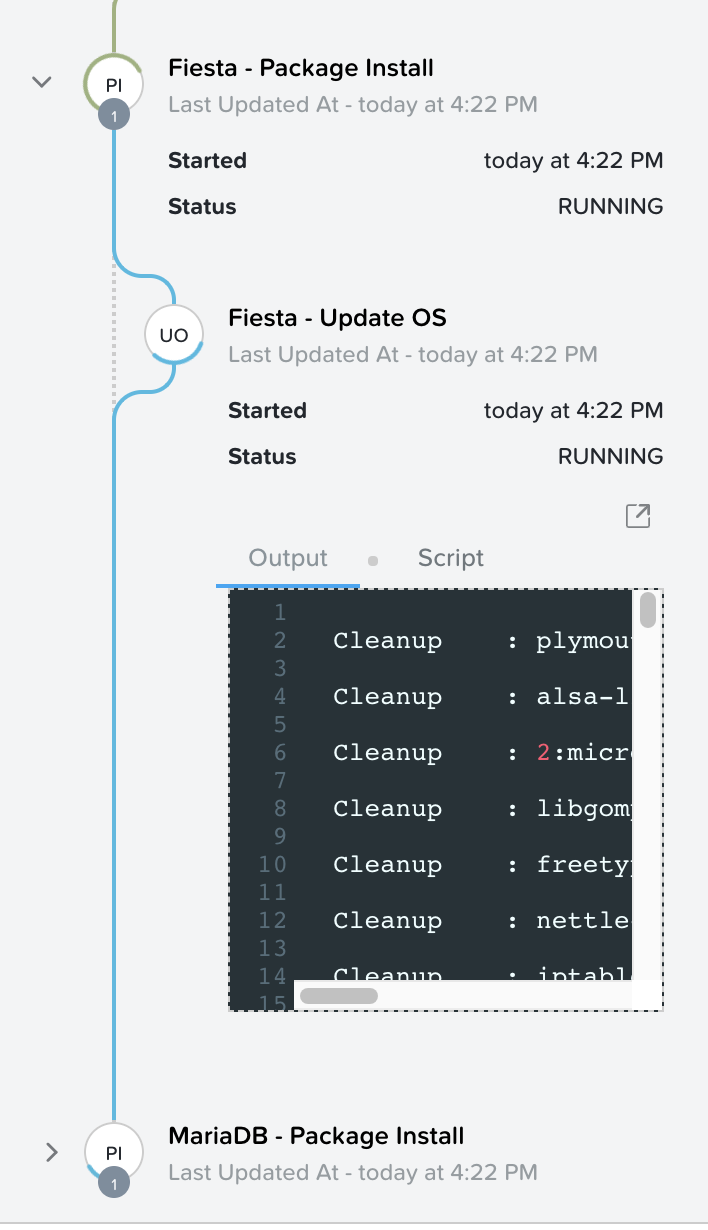 Fiesta - Package Install
PI
Last Updated At - today at 4:22 PM
1
Started today at 4:22 PM
Status RUNNING
Fiesta - Update OS
UO
Last Updated At - today at 4:22 PM
Started today at 4:22 PM
Status RUNNING
Output Script
1
2 Cleanup :
3
4 Cleanup : alsa-l
5
6 Cleanup : 2:micr
7
8 Cleanup : libgom
9
10 Cleanup : freety
11
12 Cleanup : nettle
13
14 Cleanup : iptabl
15
MariaDB - Package Install
PI
Last Updated At - today at 4:22 PM
1